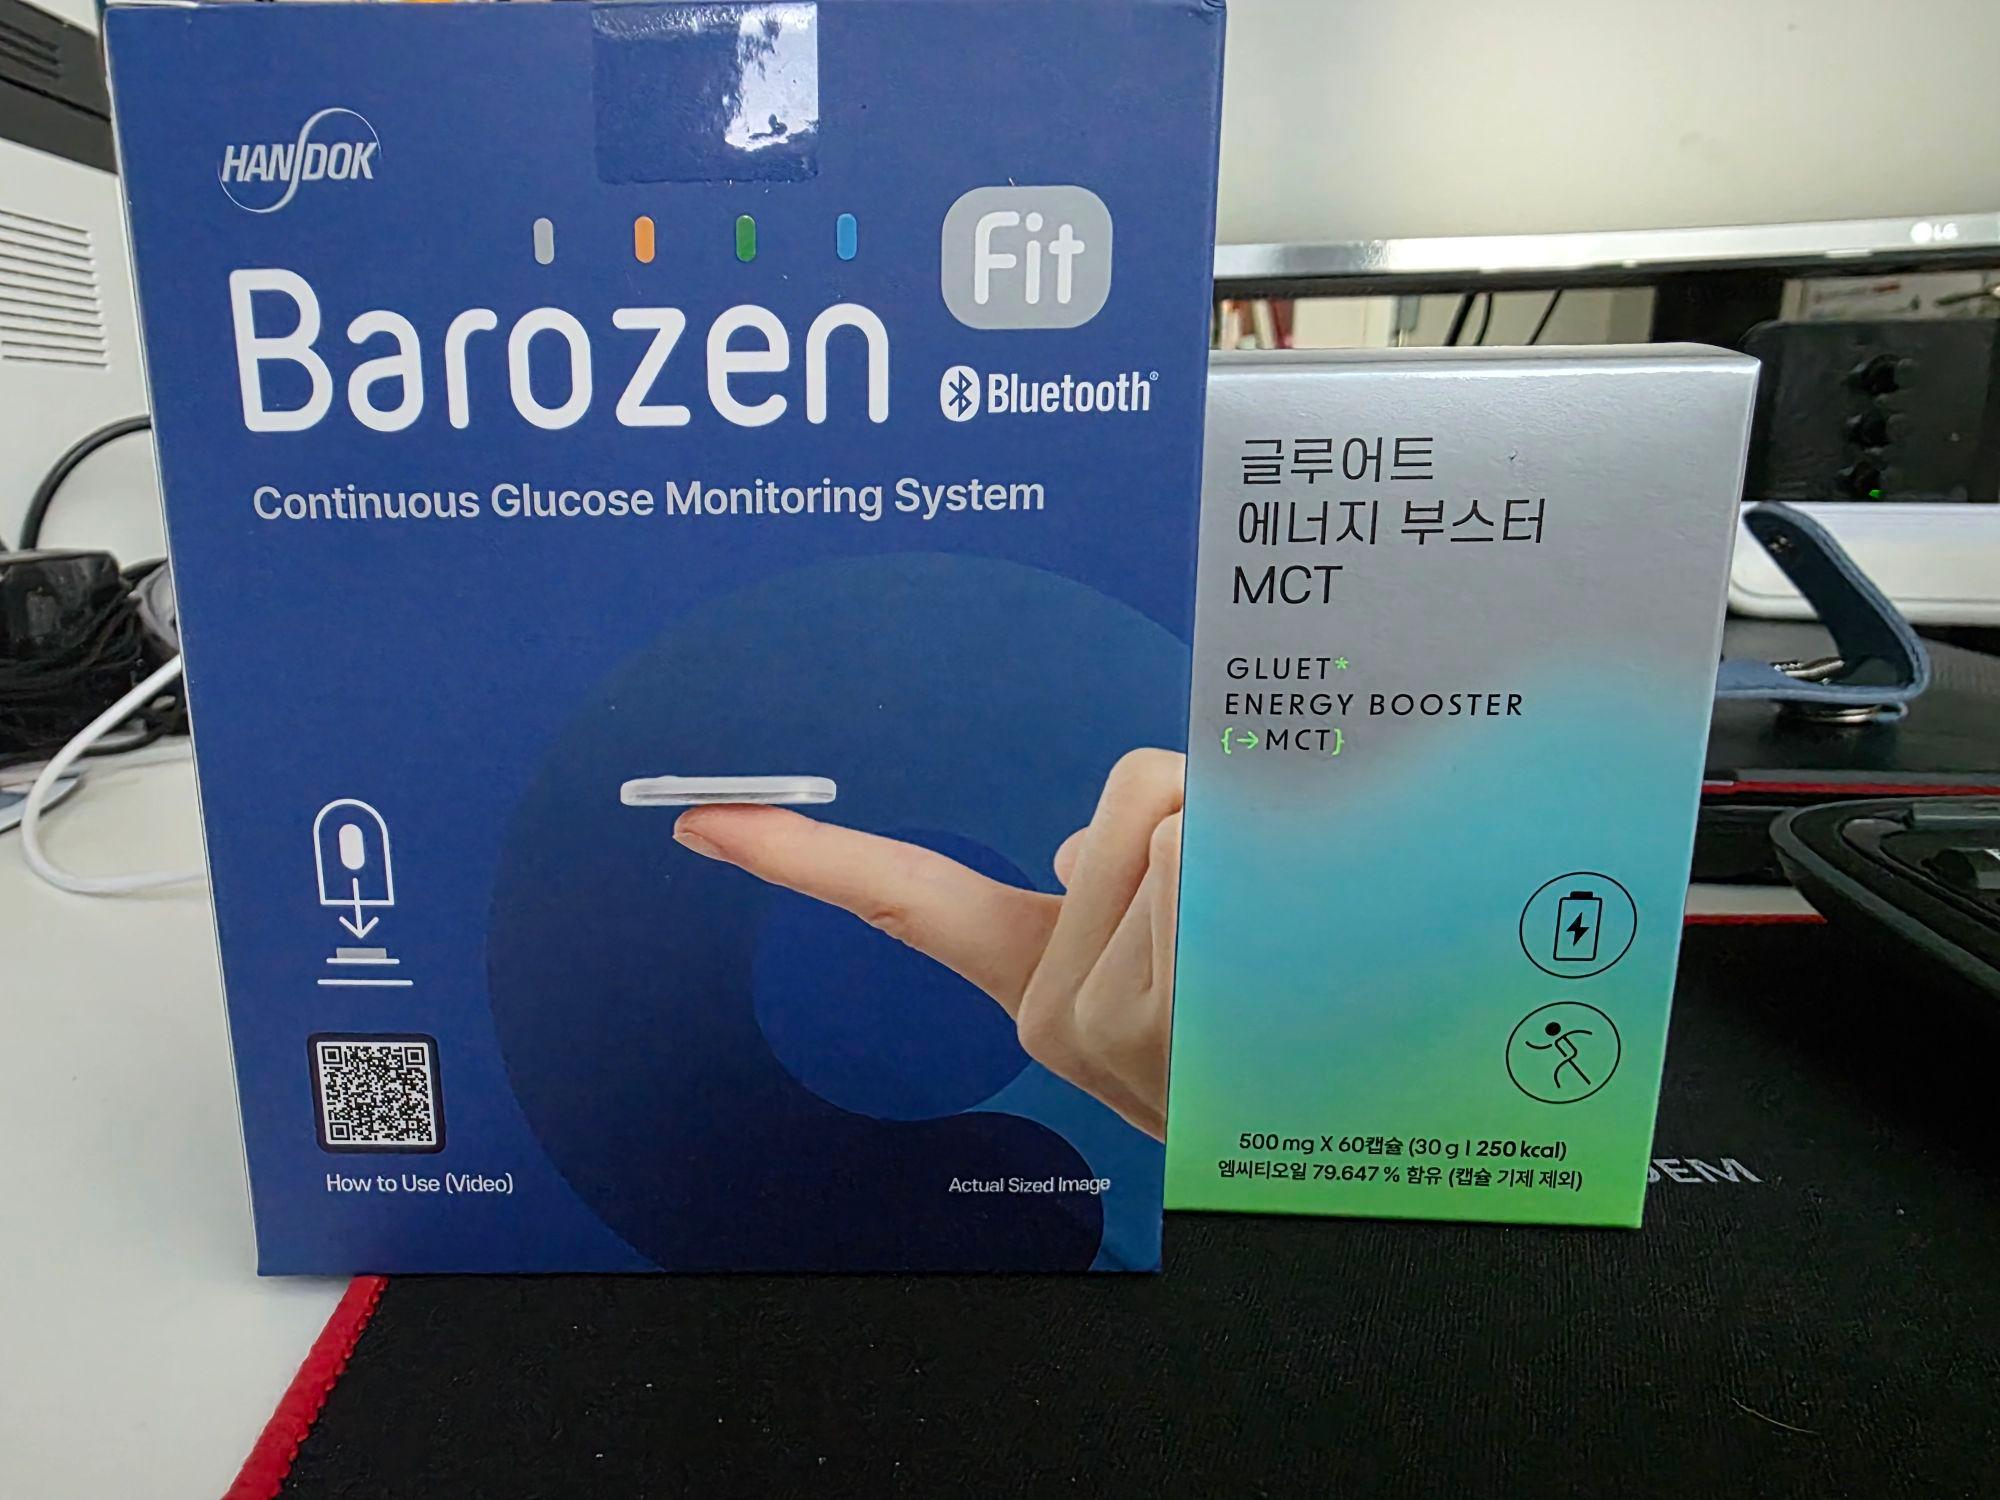 HANDOK
Fit
Barozen
Bluetooth®
Continuous Glucose Monitoring System
How to Use (Video)
Actual Sized Image
글루어트
에너지 부스터
MCT
GLUET*
ENERGY BOOSTER
{→MCT}
500 mg X 60캡슐 (30 g | 250 kcal)
엠씨티오일 79.647 % 함유 (캡슐 기제 제외)
LG